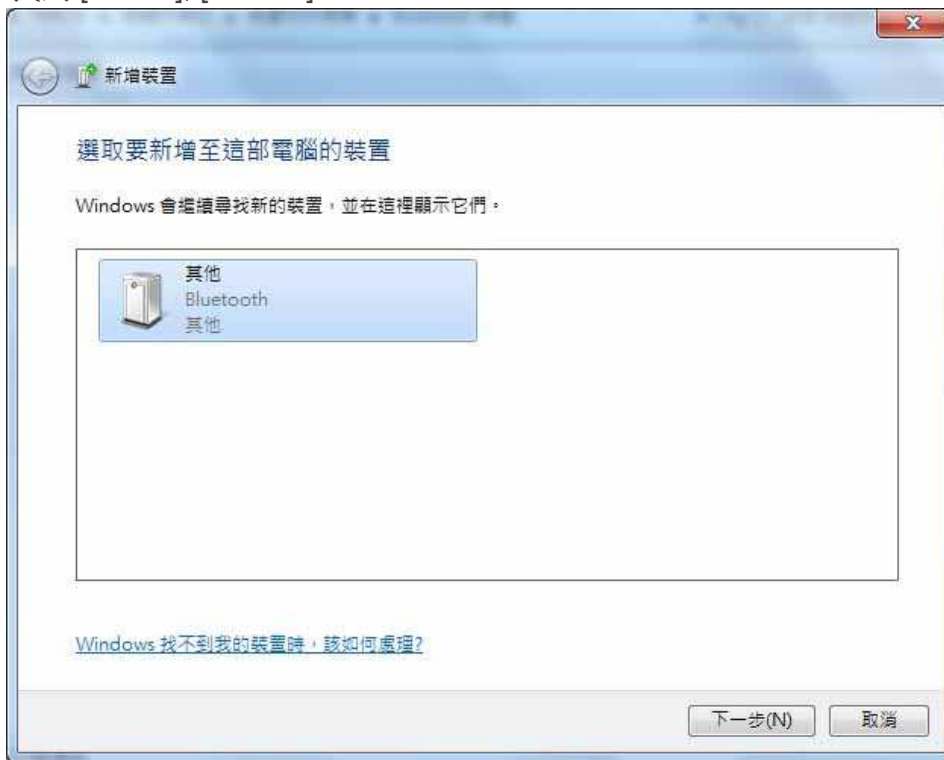 新增裝置
選取要新增至這部電腦的裝置
Windows 會繼續尋找新的裝置，並在這裡顯示它們。
其他
Bluetooth
其他
Windows 找不到我的裝置時，該如何處理?
下一步(N)
取消